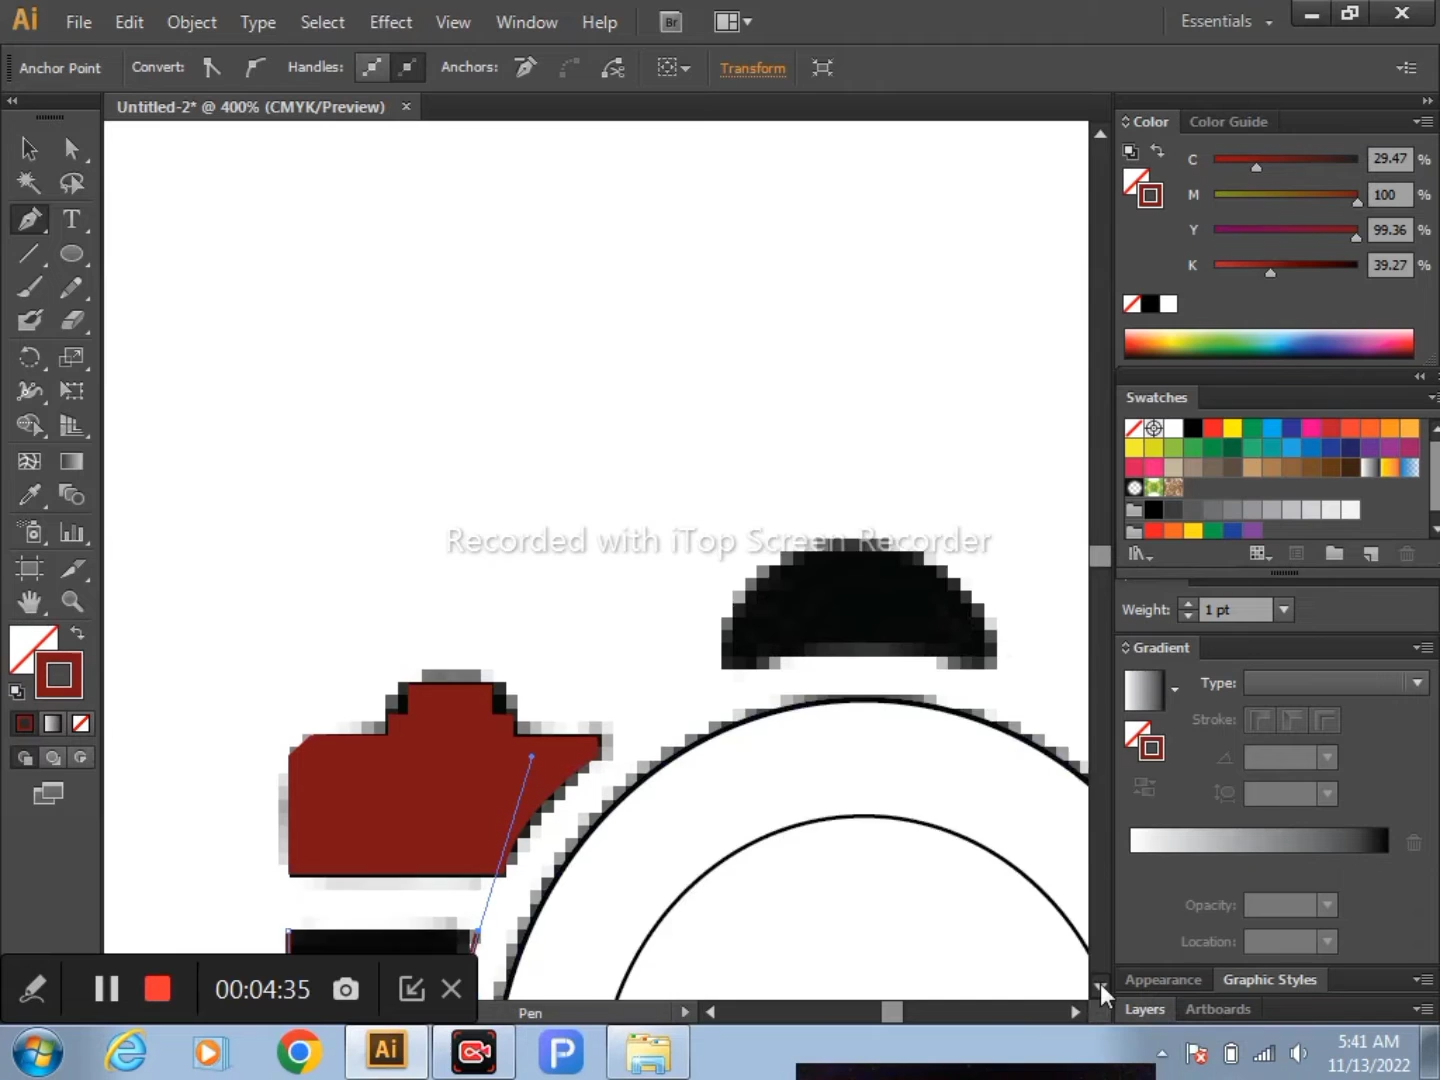 Ai File Edit Object Type Select Effect View Window Help Br Essentials
Anchor Point Convert: Handles: Anchors: Transform
Untitled-2* @ 400% (CMYK/Preview) ×
Color Color Guide
C 29.47 %
M 100 %
Y 99.36 %
K 39.27 %
Swatches
Recorded with iTop Screen Recorder
Weight: 1 pt
Gradient
Type:
Stroke:
Opacity:
Location:
Appearance Graphic Styles
Layers Artboards
00:04:35
Pen
Ai P
5:41 AM
11/13/2022